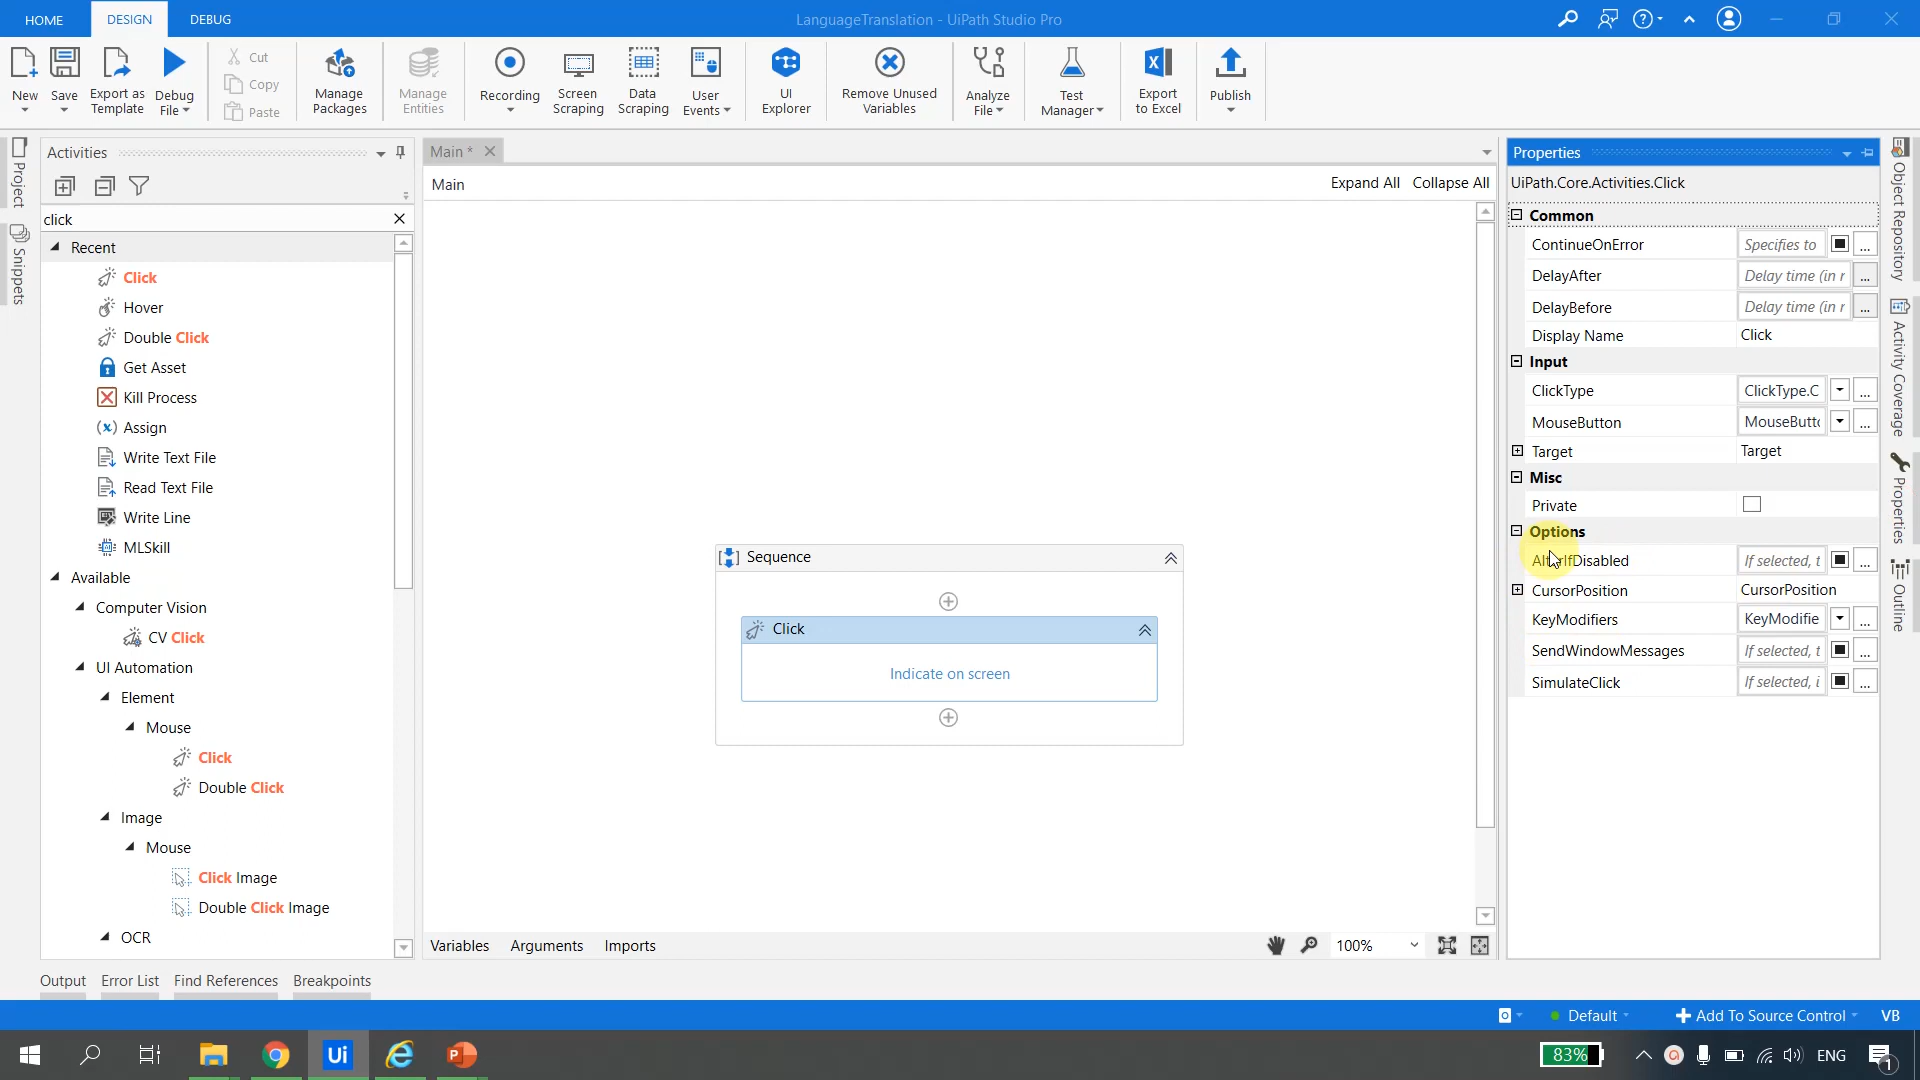 HOME
DESIGN
DEBUG
LanguageTranslation - UiPath Studio Pro
New
Save
Export as
Template
Debug
File
Cut
Copy
Paste
Manage
Packages
Manage
Entities
Recording
Screen
Scraping
Data
Scraping
User
Events
UI
Explorer
Remove Unused
Variables
Analyze
File
Test
Manager
Export
to Excel
Publish
Project
Snippets
Activities
click
Recent
Click
Hover
Double Click
Get Asset
Kill Process
Assign
Write Text File
Read Text File
Write Line
MLSkill
Available
Computer Vision
CV Click
UI Automation
Element
Mouse
Click
Double Click
Image
Mouse
Click Image
Double Click Image
OCR
Main *
Main
Expand All
Collapse All
Sequence
Click
Indicate on screen
Variables
Arguments
Imports
100%
Properties
UiPath.Core.Activities.Click
Common
ContinueOnError
Specifies to
...
DelayAfter
Delay time (in r
...
DelayBefore
Delay time (in r
...
Display Name
Click
Input
ClickType
ClickType.C
...
MouseButton
MouseButt
...
Target
Target
Misc
Private
Options
AlterIfDisabled
If selected, t
...
CursorPosition
CursorPosition
KeyModifiers
KeyModifie
...
SendWindowMessages
If selected, t
...
SimulateClick
If selected, i
...
Object Repository
Activity Coverage
Properties
Outline
Output
Error List
Find References
Breakpoints
Default
Add To Source Control
VB
Ui
83%
ENG
1